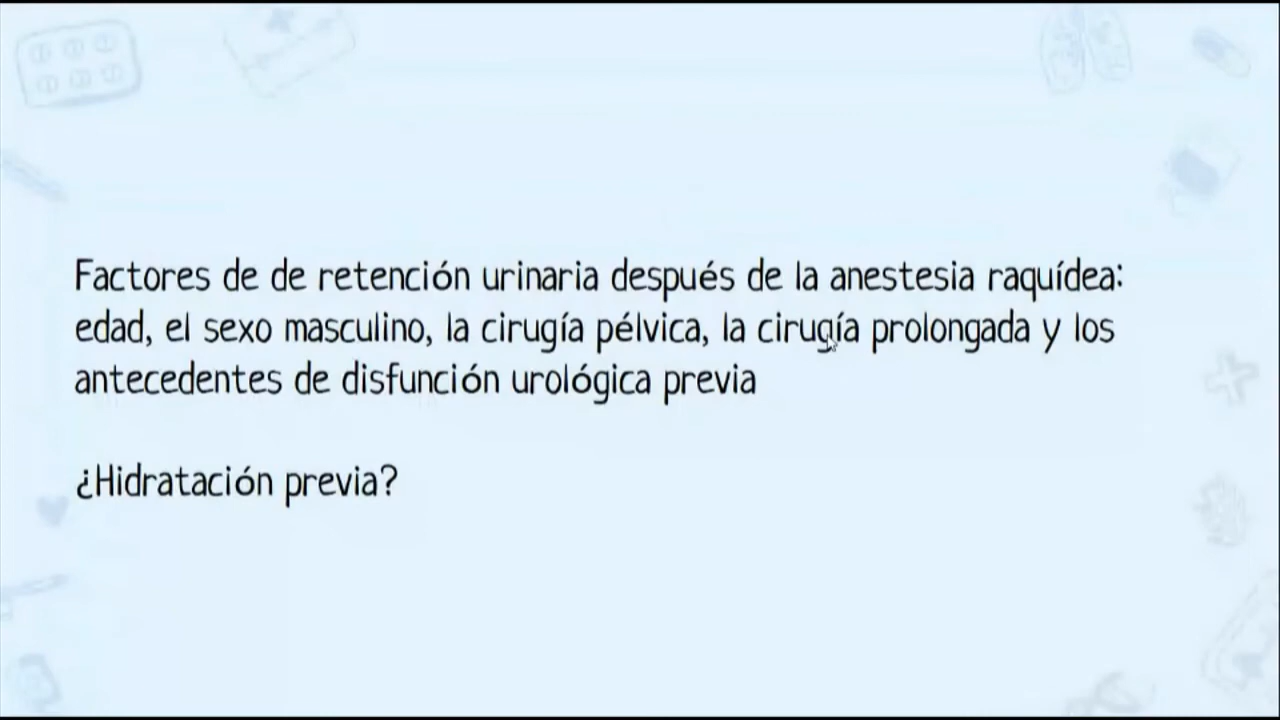 Factores de de retención urinaria después de la anestesia raquídea:
edad, el sexo masculino, la cirugía pélvica, la cirugía prolongada y los
antecedentes de disfunción urológica previa
¿Hidratación previa?